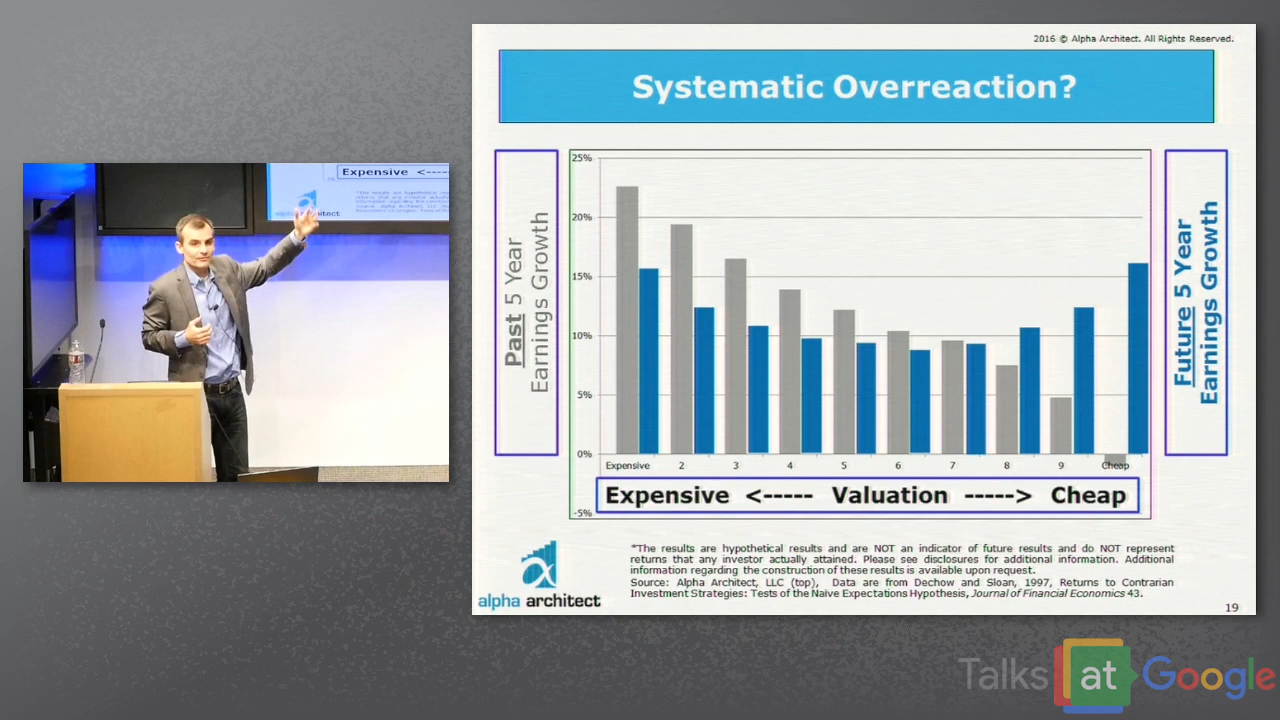 2016 © Alpha Architect. All Rights Reserved.
Systematic Overreaction?
Past 5 Year
Earnings Growth
25%
20%
15%
10%
5%
0%
-5%
Expensive 2 3 4 5 6 7 8 9 Cheap
Expensive <----- Valuation -----> Cheap
Future 5 Year
Earnings Growth
*The results are hypothetical results and are NOT an indicator of future results and do NOT represent
returns that any investor actually attained. Please see disclosures for additional information. Additional
information regarding the construction of these results is available upon request.
Source: Alpha Architect, LLC (top), Data are from Dechow and Sloan, 1997, Returns to Contrarian
Investment Strategies: Tests of the Naive Expectations Hypothesis, Journal of Financial Economics 43.
alpha architect
19
Expensive <----
alpha architect
Talks at Google